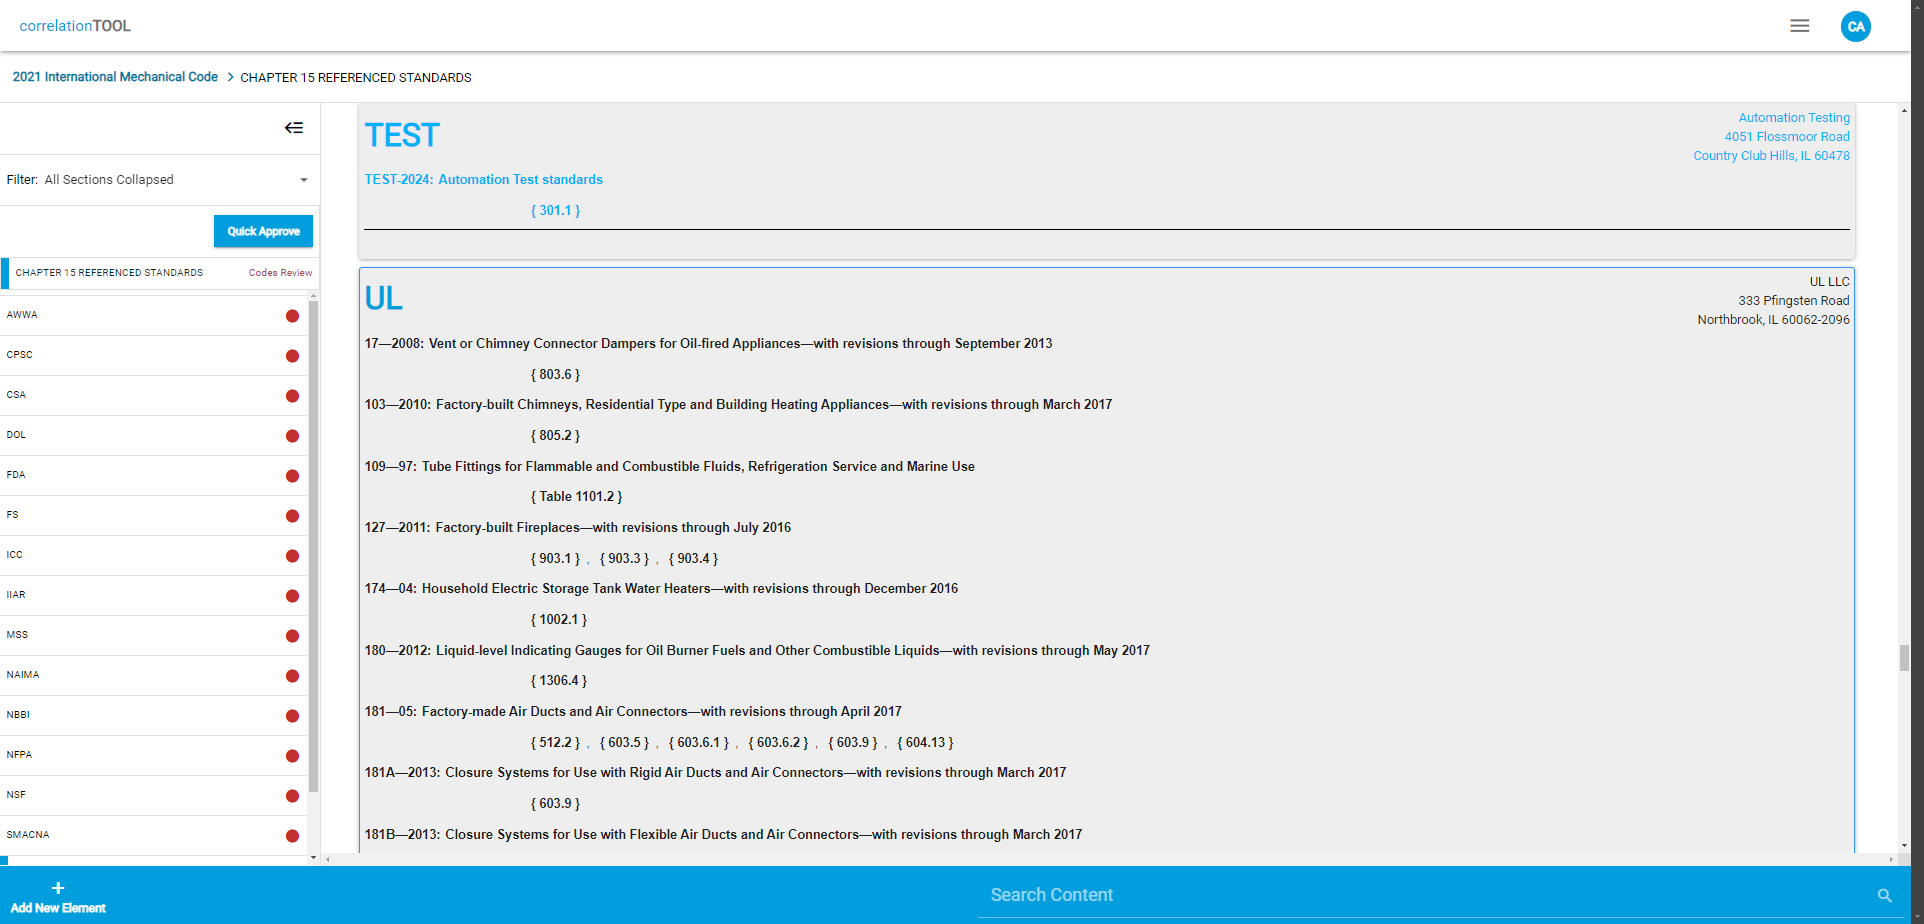 correlationTOOL
CA
2021 International Mechanical Code > CHAPTER 15 REFERENCED STANDARDS
Filter: All Sections Collapsed
Quick Approve
CHAPTER 15 REFERENCED STANDARDS Codes Review
AWWA
CPSC
CSA
DOL
FDA
FS
ICC
IIAR
MSS
NAIMA
NBBI
NFPA
NSF
SMACNA
TEST
Automation Testing
4051 Flossmoor Road
Country Club Hills, IL 60478
TEST-2024: Automation Test standards
{ 301.1 }
UL
UL LLC
333 Pfingsten Road
Northbrook, IL 60062-2096
17—2008: Vent or Chimney Connector Dampers for Oil-fired Appliances—with revisions through September 2013
{ 803.6 }
103—2010: Factory-built Chimneys, Residential Type and Building Heating Appliances—with revisions through March 2017
{ 805.2 }
109—97: Tube Fittings for Flammable and Combustible Fluids, Refrigeration Service and Marine Use
{ Table 1101.2 }
127—2011: Factory-built Fireplaces—with revisions through July 2016
{ 903.1 } , { 903.3 } , { 903.4 }
174—04: Household Electric Storage Tank Water Heaters—with revisions through December 2016
{ 1002.1 }
180—2012: Liquid-level Indicating Gauges for Oil Burner Fuels and Other Combustible Liquids—with revisions through May 2017
{ 1306.4 }
181—05: Factory-made Air Ducts and Air Connectors—with revisions through April 2017
{ 512.2 } , { 603.5 } , { 603.6.1 } , { 603.6.2 } , { 603.9 } , { 604.13 }
181A—2013: Closure Systems for Use with Rigid Air Ducts and Air Connectors—with revisions through March 2017
{ 603.9 }
181B—2013: Closure Systems for Use with Flexible Air Ducts and Air Connectors—with revisions through March 2017
+
Add New Element
Search Content